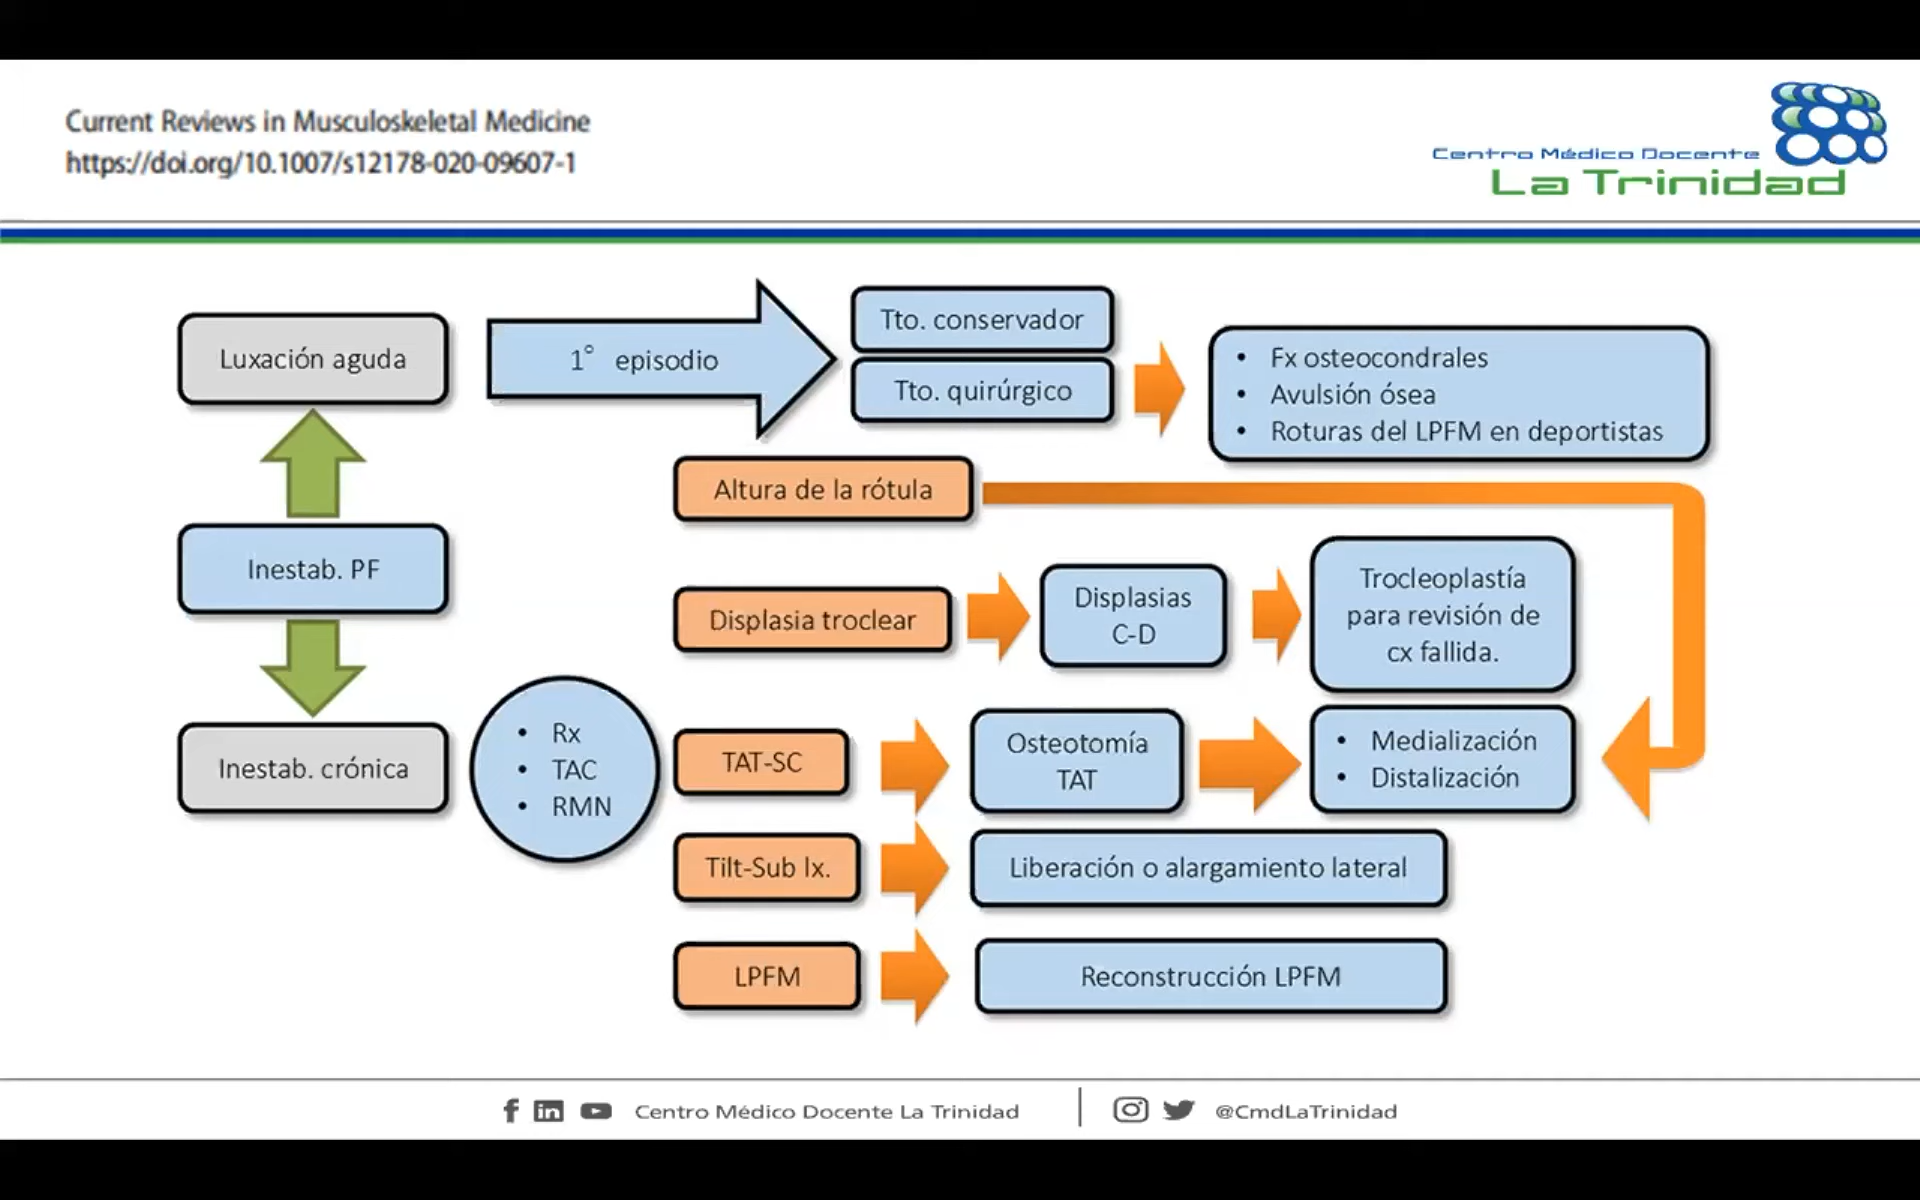 Current Reviews in Musculoskeletal Medicine
https://doi.org/10.1007/s12178-020-09607-1
Centro Médico Docente
La Trinidad
Luxación aguda
1° episodio
Tto. conservador
Tto. quirúrgico
• Fx osteocondrales
• Avulsión ósea
• Roturas del LPFM en deportistas
Altura de la rótula
Inestab. PF
Displasia troclear
Displasias
C-D
Trocleoplastía
para revisión de
cx fallida.
Inestab. crónica
• Rx
• TAC
• RMN
TAT-SC
Osteotomía
TAT
• Medialización
• Distalización
Tilt-Sub lx.
Liberación o alargamiento lateral
LPFM
Reconstrucción LPFM
Centro Médico Docente La Trinidad
@CmdLaTrinidad